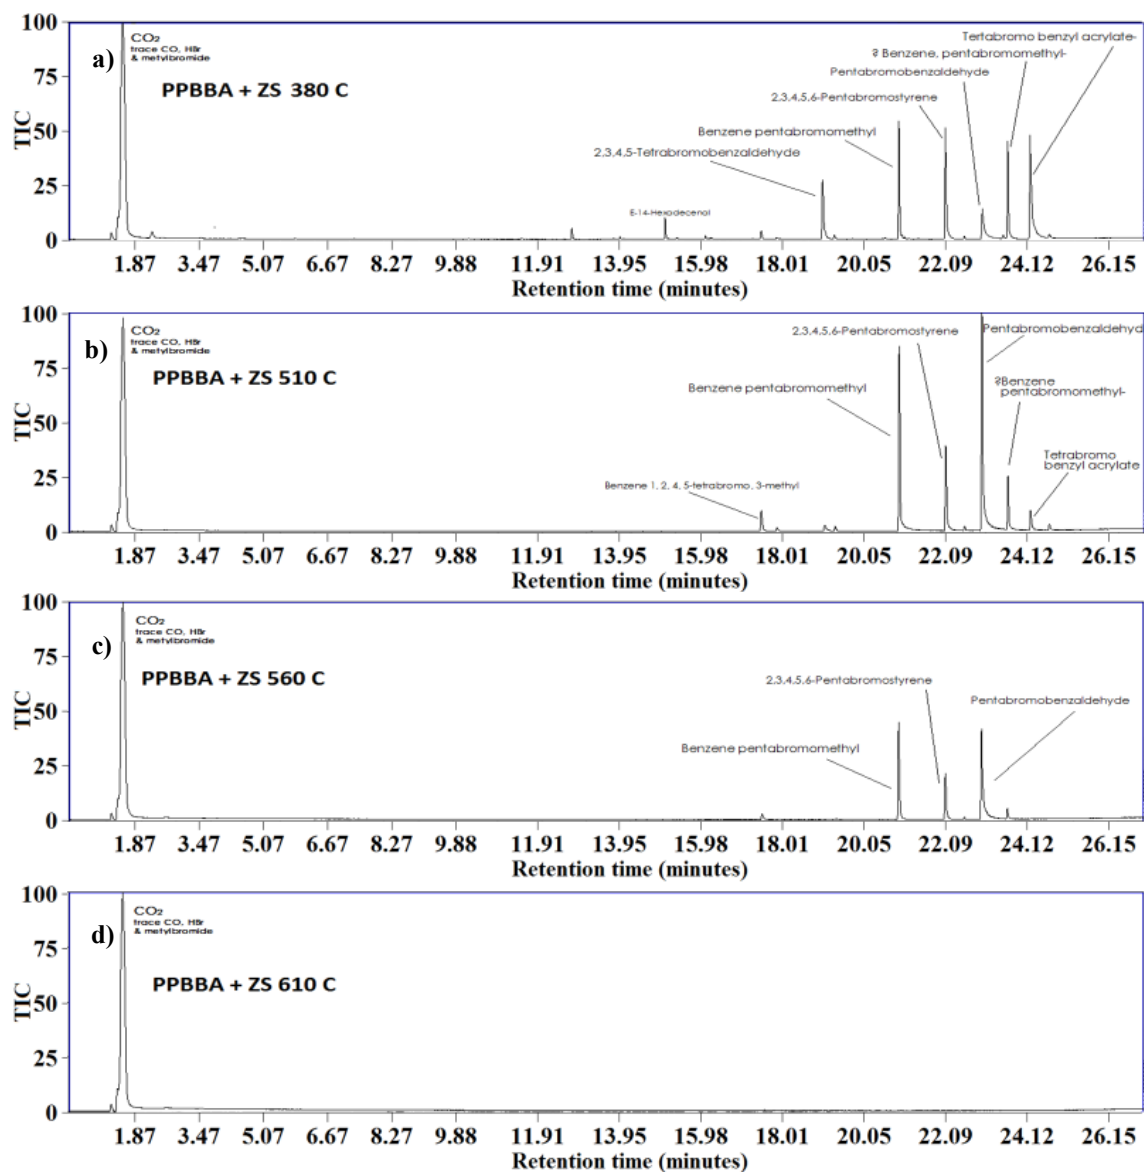 100
75
50
25
0
TIC
a)
CO₂
trace CO, HBr
& metylbromide
PPBBA + ZS 380 C
2,3,4,5-Tetrabromobenzaldehyde
E-14-Hexadecenal
Benzene pentabromomethyl
2,3,4,5,6-Pentabromostyrene
Pentabromobenzaldehyde
? Benzene, pentabromomethyl-
Tertabromo benzyl acrylate-
1.87 3.47 5.07 6.67 8.27 9.88 11.91 13.95 15.98 18.01 20.05 22.09 24.12 26.15
Retention time (minutes)
100
75
50
25
0
TIC
b)
CO₂
trace CO, HBr
& metylbromide
PPBBA + ZS 510 C
Benzene 1, 2, 4, 5-tetrabromo, 3-methyl
Benzene pentabromomethyl
2,3,4,5,6-Pentabromostyrene
Pentabromobenzaldehyd
?Benzene
pentabromomethyl-
Tetrabromo
benzyl acrylate
1.87 3.47 5.07 6.67 8.27 9.88 11.91 13.95 15.98 18.01 20.05 22.09 24.12 26.15
Retention time (minutes)
100
75
50
25
0
TIC
c)
CO₂
trace CO, HBr
& metylbromide
PPBBA + ZS 560 C
Benzene pentabromomethyl
2,3,4,5,6-Pentabromostyrene
Pentabromobenzaldehyde
1.87 3.47 5.07 6.67 8.27 9.88 11.91 13.95 15.98 18.01 20.05 22.09 24.12 26.15
Retention time (minutes)
100
75
50
25
0
TIC
d)
CO₂
trace CO, HBr
& metylbromide
PPBBA + ZS 610 C
1.87 3.47 5.07 6.67 8.27 9.88 11.91 13.95 15.98 18.01 20.05 22.09 24.12 26.15
Retention time (minutes)